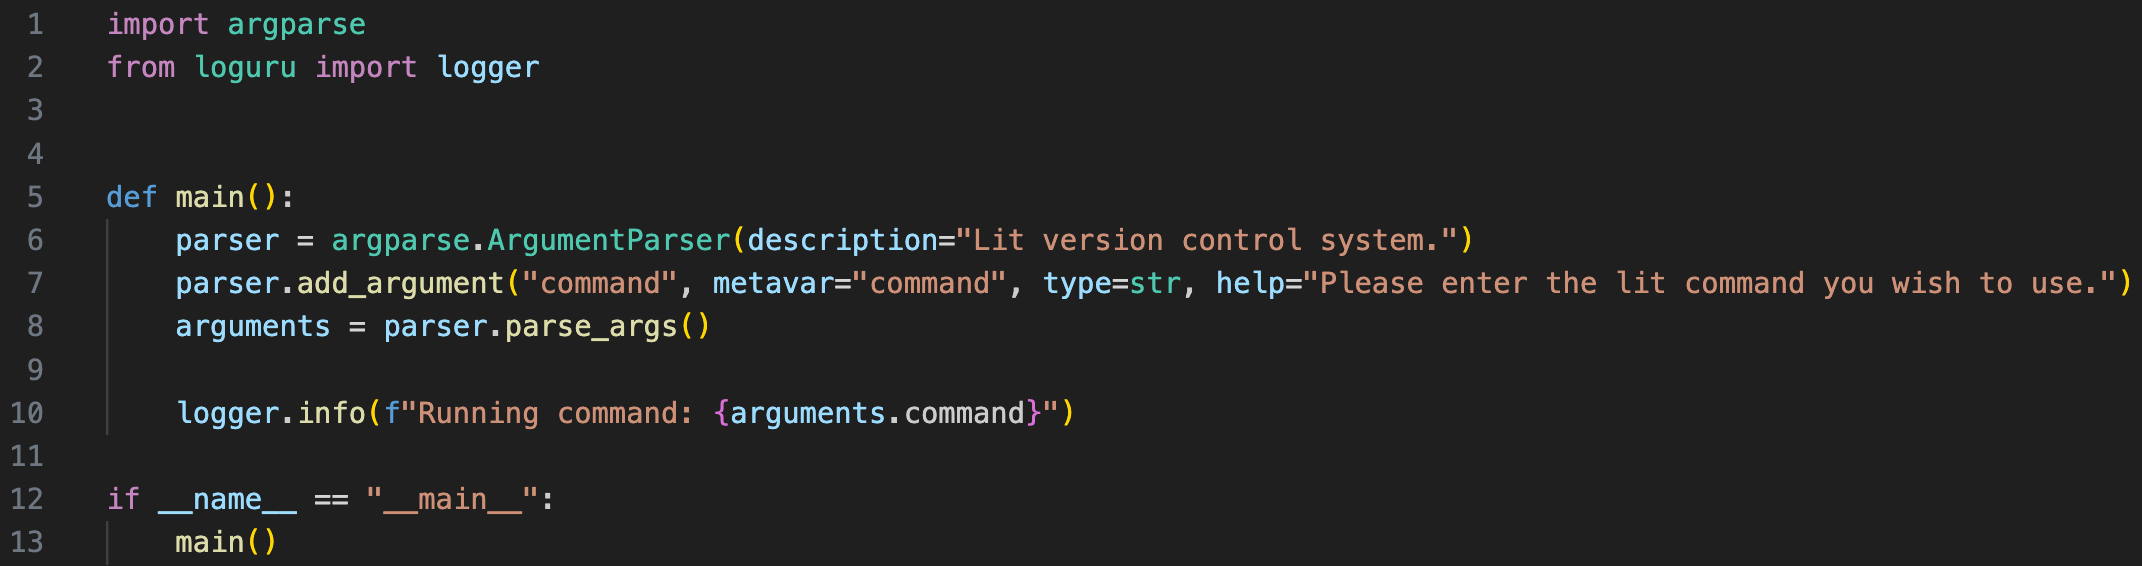 1 import argparse
2 from loguru import logger
3
4
5 def main():
6     parser = argparse.ArgumentParser(description="Lit version control system.")
7     parser.add_argument("command", metavar="command", type=str, help="Please enter the lit command you wish to use.")
8     arguments = parser.parse_args()
9
10     logger.info(f"Running command: {arguments.command}")
11
12 if __name__ == "__main__":
13     main()